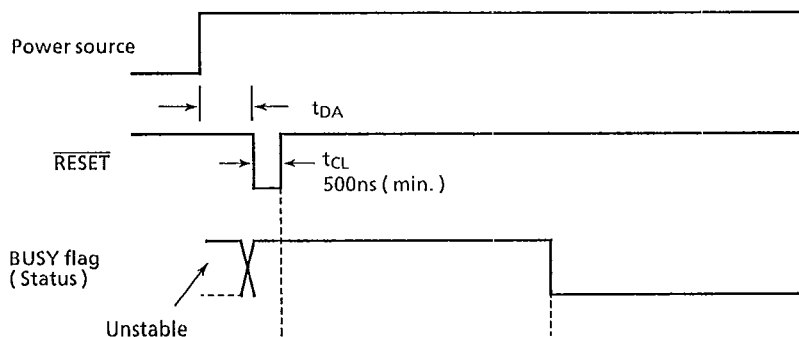 Power source
tDA
RESET
tCL
500ns ( min. )
BUSY flag
( Status )
Unstable